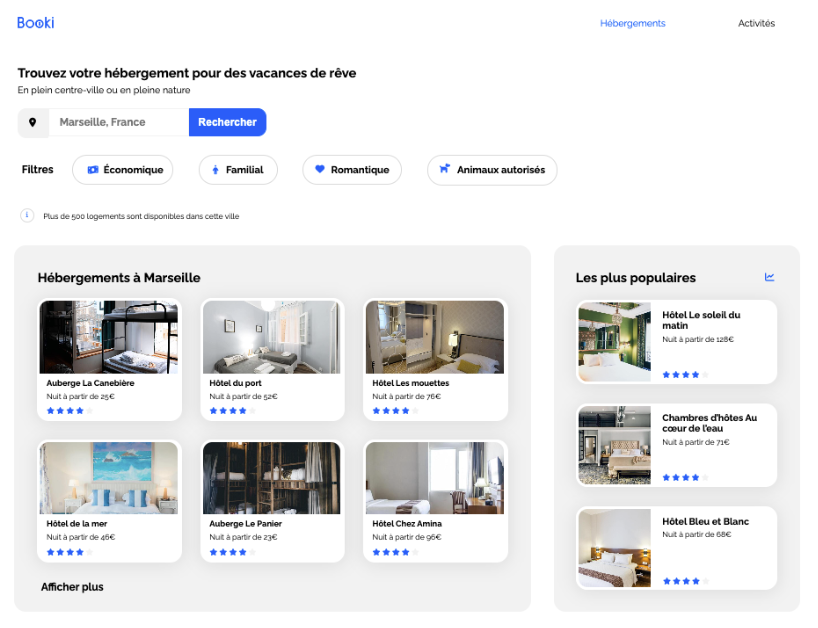 Booki
Hébergements
Activités
Trouvez votre hébergement pour des vacances de rêve
En plein centre-ville ou en pleine nature
Marseille, France
Rechercher
Filtres
Économique
Familial
Romantique
Animaux autorisés
Plus de 500 logements sont disponibles dans cette ville
Hébergements à Marseille
Auberge La Canebière
Nuit à partir de 25€
Hôtel du port
Nuit à partir de 52€
Hôtel Les mouettes
Nuit à partir de 76€
Hôtel de la mer
Nuit à partir de 46€
Auberge Le Panier
Nuit à partir de 23€
Hôtel Chez Amina
Nuit à partir de 96€
Afficher plus
Les plus populaires
Hôtel Le soleil du
matin
Nuit à partir de 128€
Chambres d'hôtes Au
cœur de l'eau
Nuit à partir de 71€
Hôtel Bleu et Blanc
Nuit à partir de 68€